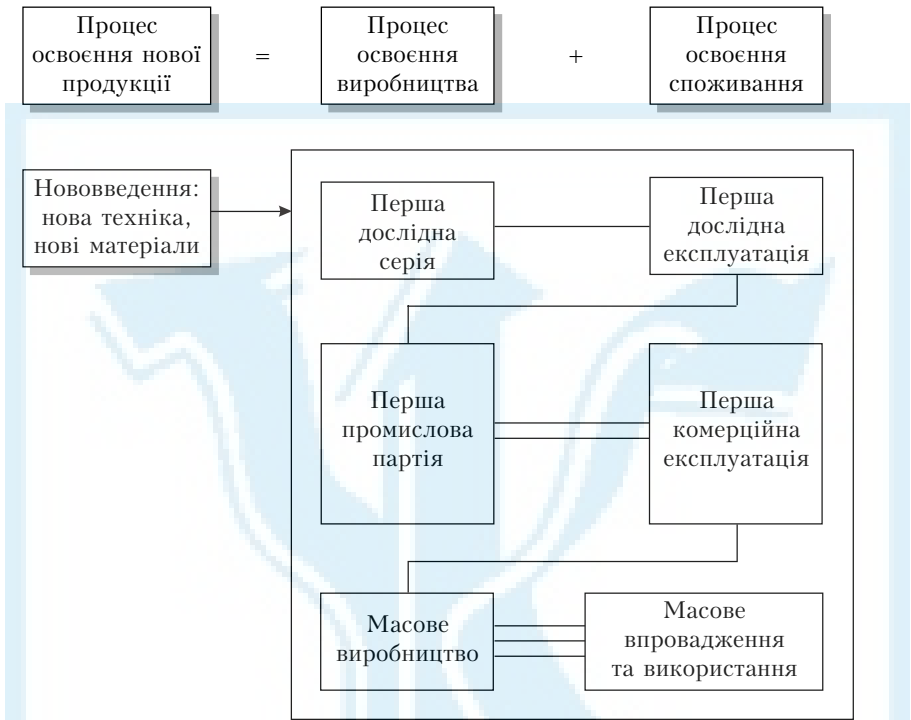 Процес
освоєння нової
продукції
=
Процес
освоєння
виробництва
+
Процес
освоєння
споживання
Нововведення:
нова техніка,
нові матеріали
Перша
дослідна
серія
Перша
дослідна
експлуатація
Перша
промислова
партія
Перша
комерційна
експлуатація
Масове
виробництво
Масове
впровадження
та використання